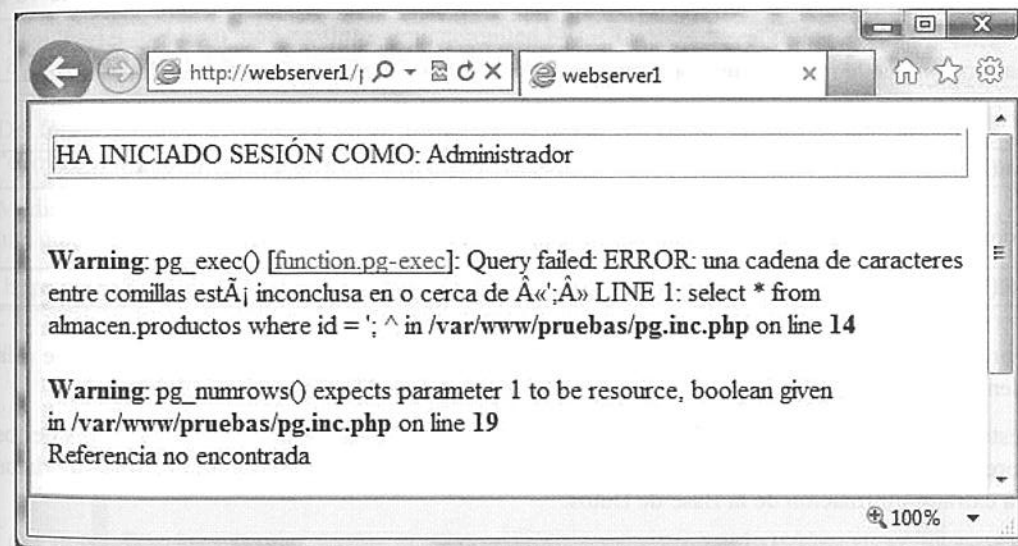 http://webserver1/
webserver1
HA INICIADO SESIÓN COMO: Administrador
Warning: pg_exec() [function.pg-exec]: Query failed: ERROR: una cadena de caracteres
entre comillas estÃ¡ inconclusa en o cerca de Â«';Â» LINE 1: select * from
almacen.productos where id = '; ^ in /var/www/pruebas/pg.inc.php on line 14
Warning: pg_numrows() expects parameter 1 to be resource, boolean given
in /var/www/pruebas/pg.inc.php on line 19
Referencia no encontrada
100%